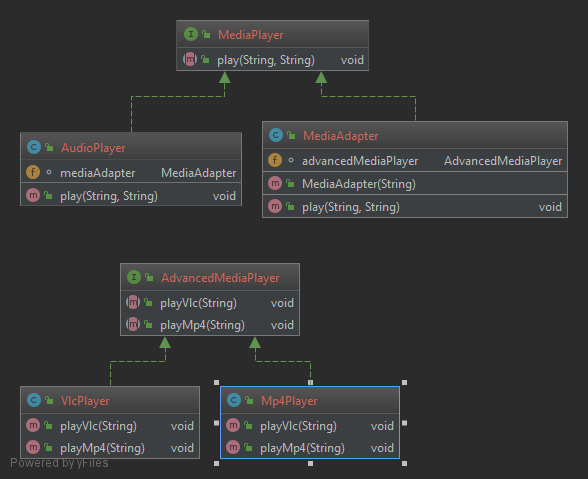 MediaPlayer
play(String, String) void
AudioPlayer
mediaAdapter MediaAdapter
play(String, String) void
MediaAdapter
advancedMediaPlayer AdvancedMediaPlayer
MediaAdapter(String)
play(String, String) void
AdvancedMediaPlayer
playVlc(String) void
playMp4(String) void
VlcPlayer
playVlc(String) void
playMp4(String) void
Mp4Player
playVlc(String) void
playMp4(String) void
Powered by yFiles